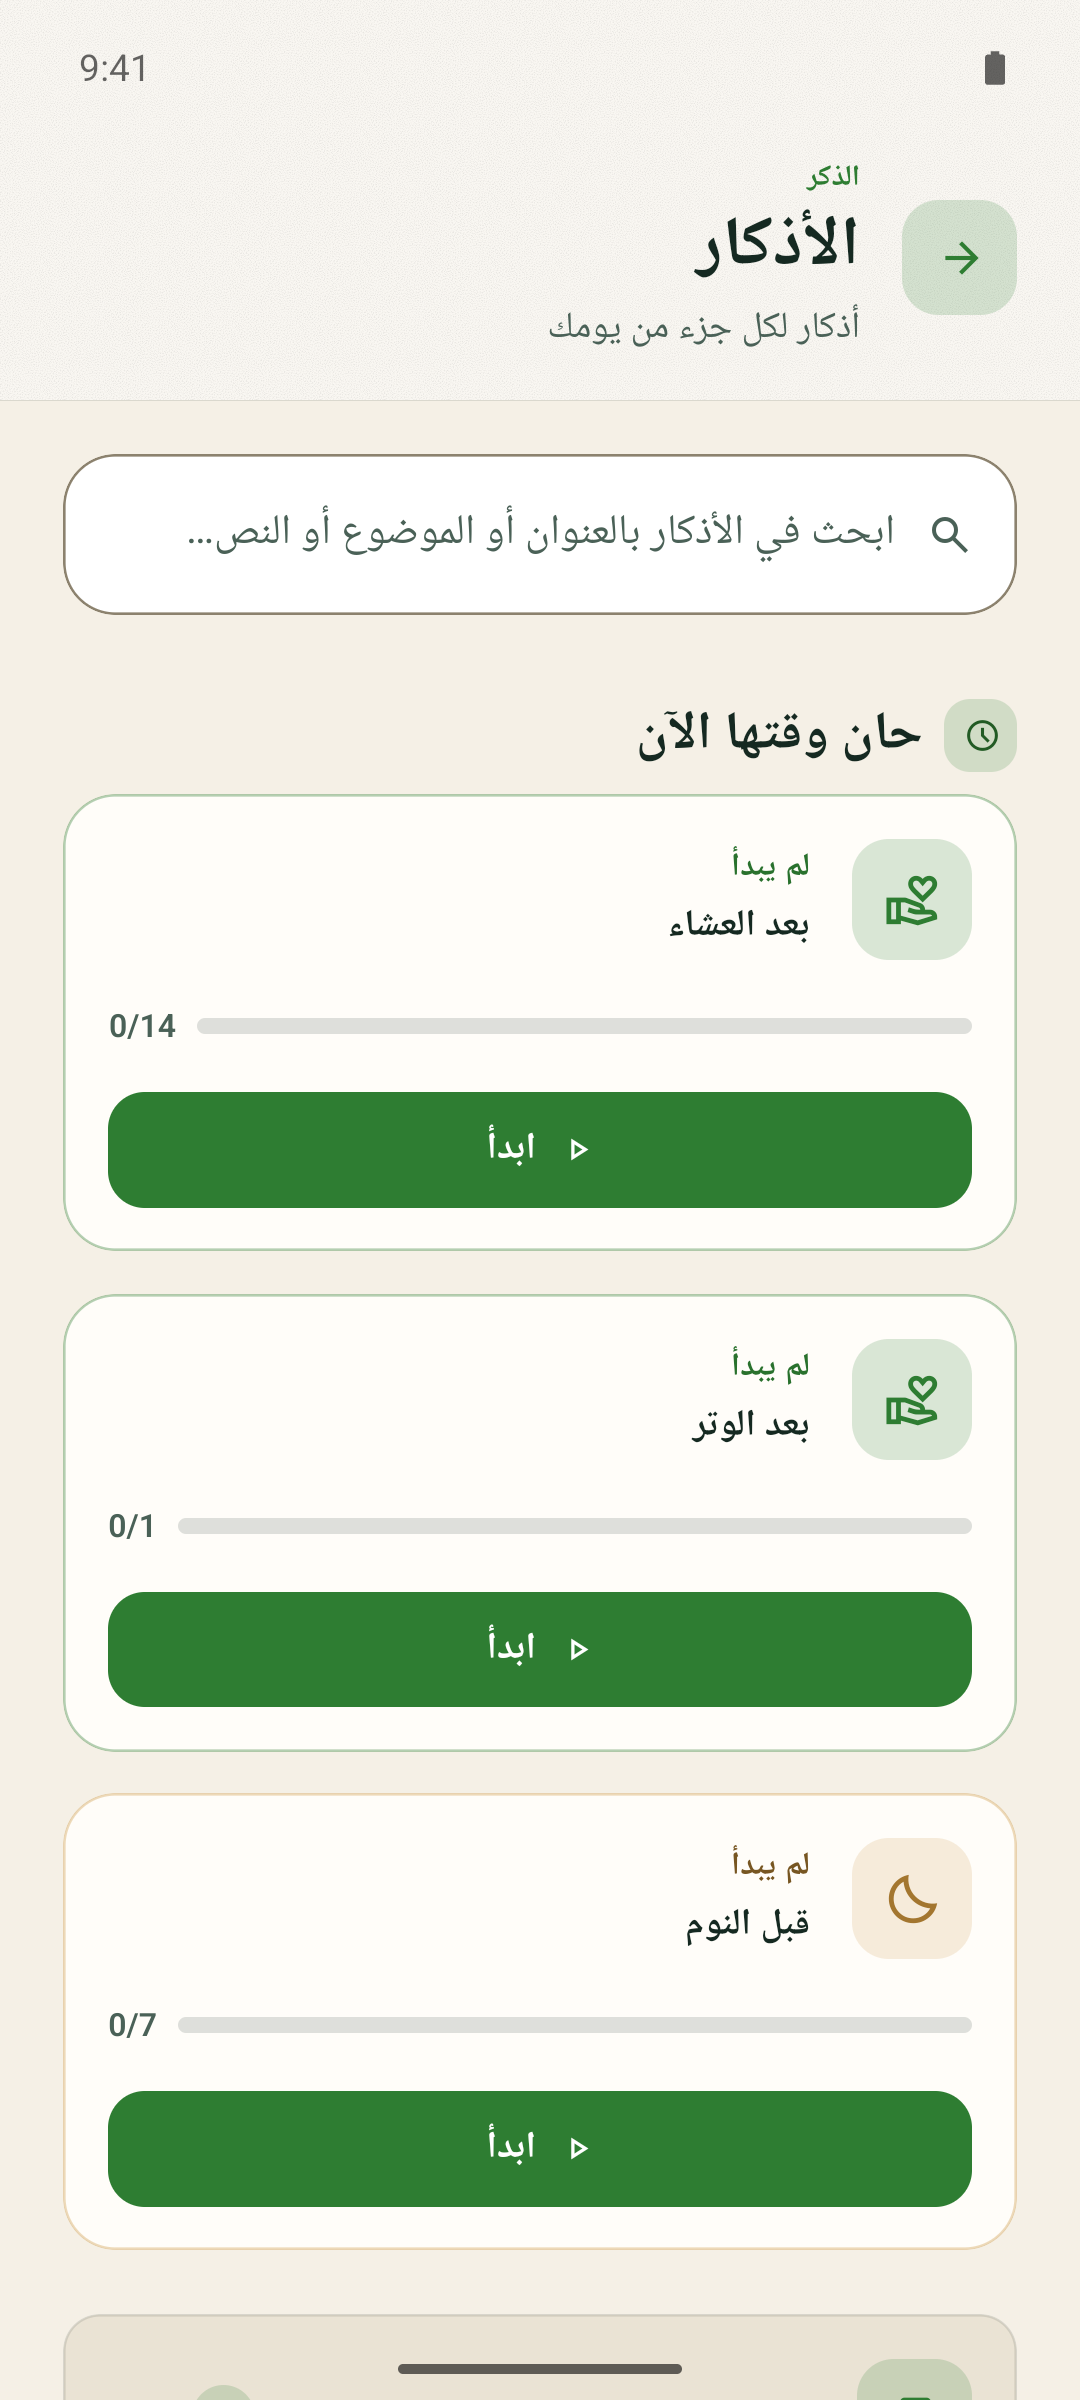 9:41
الذكر
الأذكار
أذكار لكل جزء من يومك
ابحث في الأذكار بالعنوان أو الموضوع أو النص...
حان وقتها الآن
لم يبدأ
بعد العشاء
0/14
ابدأ
لم يبدأ
بعد الوتر
0/1
ابدأ
لم يبدأ
قبل النوم
0/7
ابدأ